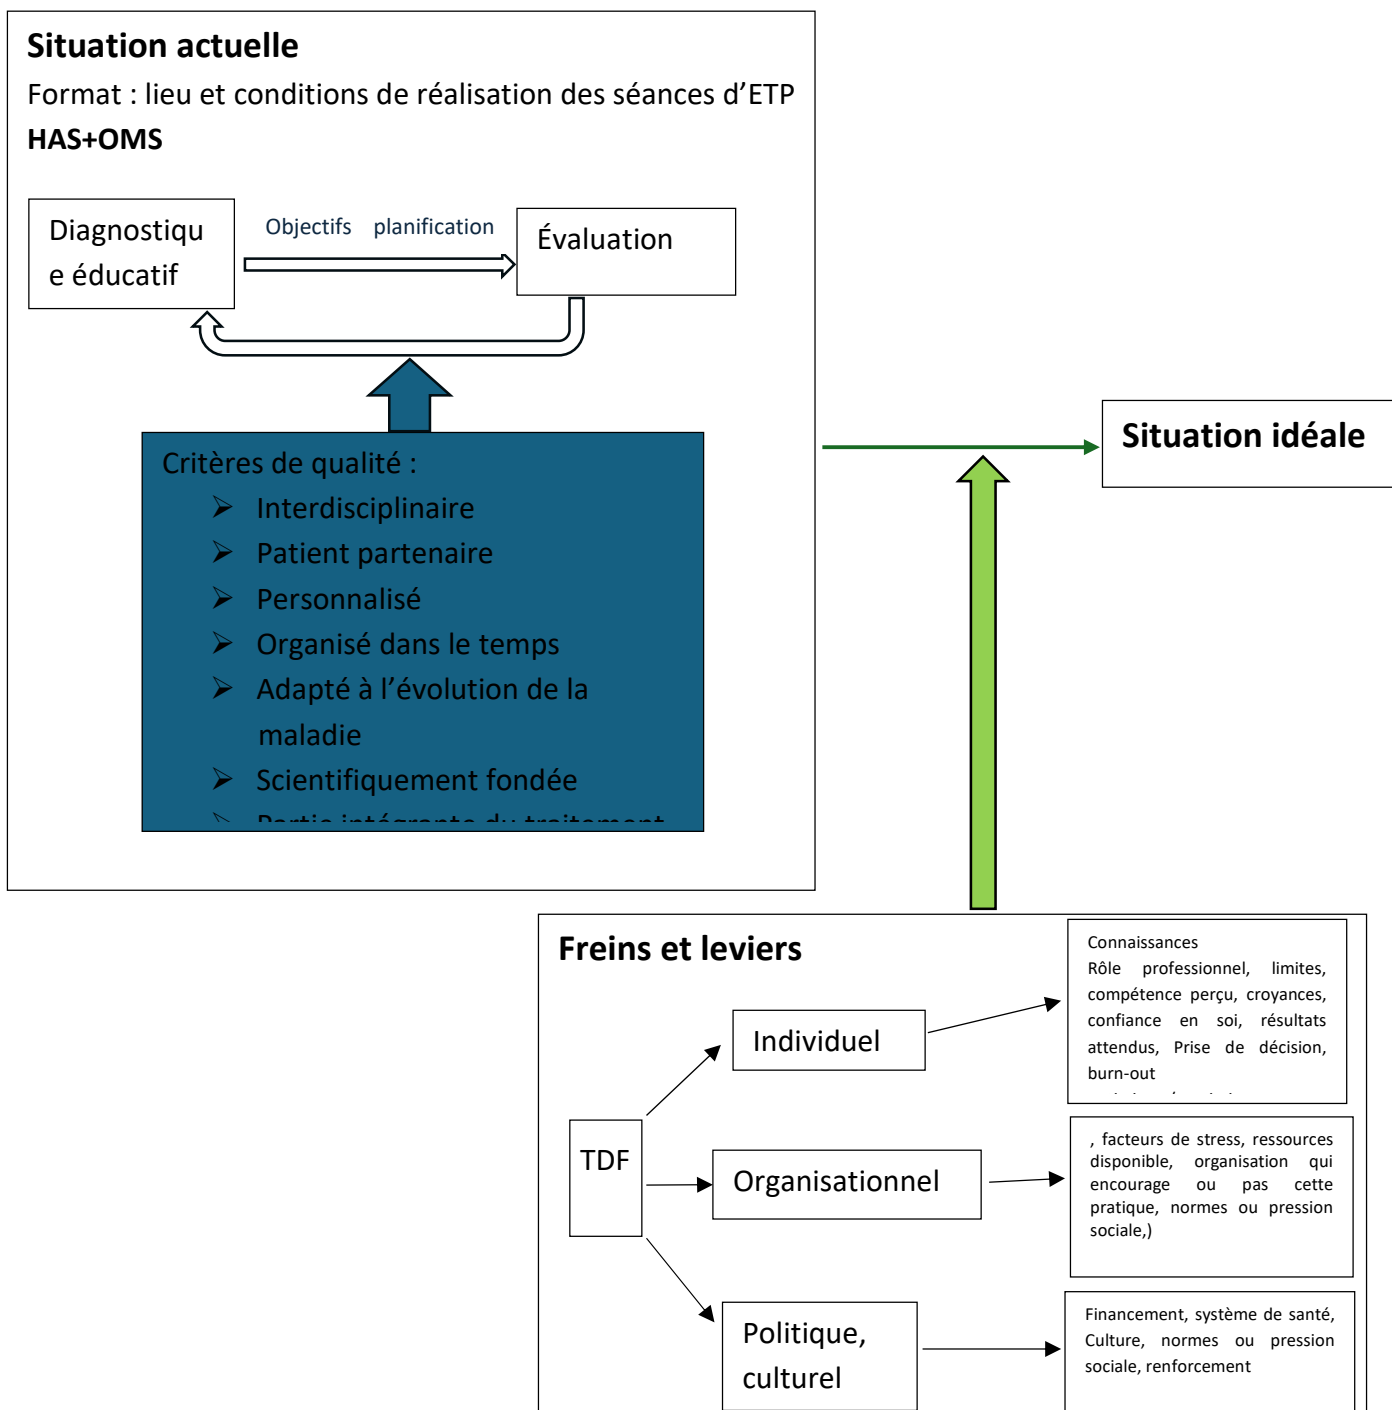 Situation actuelle
Format : lieu et conditions de réalisation des séances d’ETP
HAS+OMS
Diagnostiqu
e éducatif
Objectifs planification
Évaluation
Critères de qualité :
➢ Interdisciplinaire
➢ Patient partenaire
➢ Personnalisé
➢ Organisé dans le temps
➢ Adapté à l’évolution de la
maladie
➢ Scientifiquement fondée
➢ Partie intégrante du traitement
Situation idéale
Freins et leviers
TDF
Individuel
Connaissances
Rôle professionnel, limites,
compétence perçu, croyances,
confiance en soi, résultats
attendus, Prise de décision,
burn-out
Organisationnel
, facteurs de stress, ressources
disponible, organisation qui
encourage ou pas cette
pratique, normes ou pression
sociale,)
Politique,
culturel
Financement, système de santé,
Culture, normes ou pression
sociale, renforcement